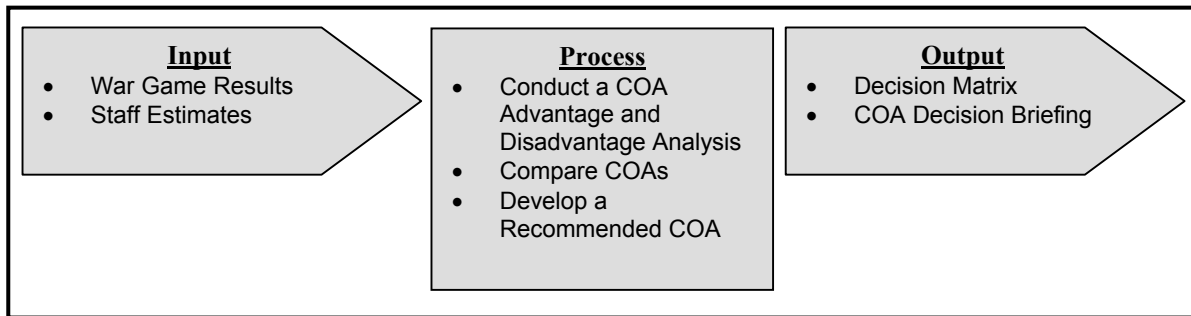 Input
• War Game Results
• Staff Estimates
Process
• Conduct a COA
Advantage and
Disadvantage Analysis
• Compare COAs
• Develop a
Recommended COA
Output
• Decision Matrix
• COA Decision Briefing